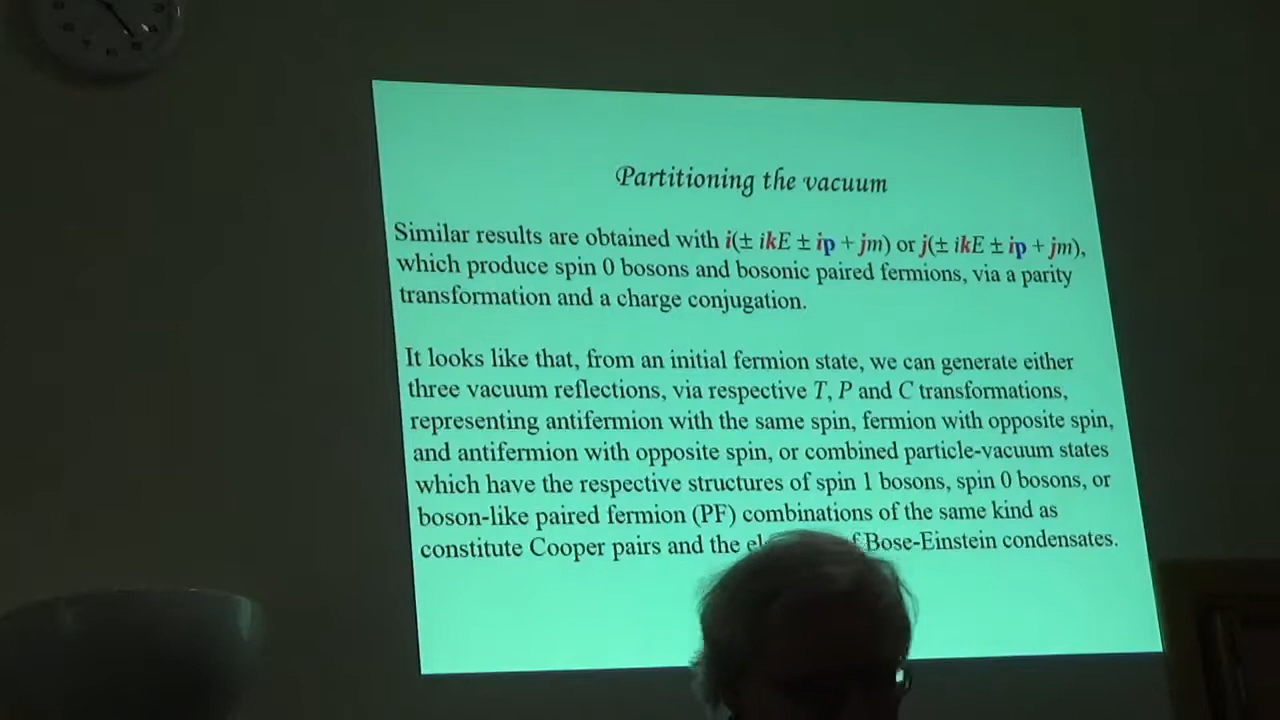 Partitioning the vacuum
Similar results are obtained with i(± ikE ± ip + jm) or j(± ikE ± ip + jm),
which produce spin 0 bosons and bosonic paired fermions, via a parity
transformation and a charge conjugation.
It looks like that, from an initial fermion state, we can generate either
three vacuum reflections, via respective T, P and C transformations,
representing antifermion with the same spin, fermion with opposite spin,
and antifermion with opposite spin, or combined particle-vacuum states
which have the respective structures of spin 1 bosons, spin 0 bosons, or
boson-like paired fermion (PF) combinations of the same kind as
constitute Cooper pairs and the Bose-Einstein condensates.